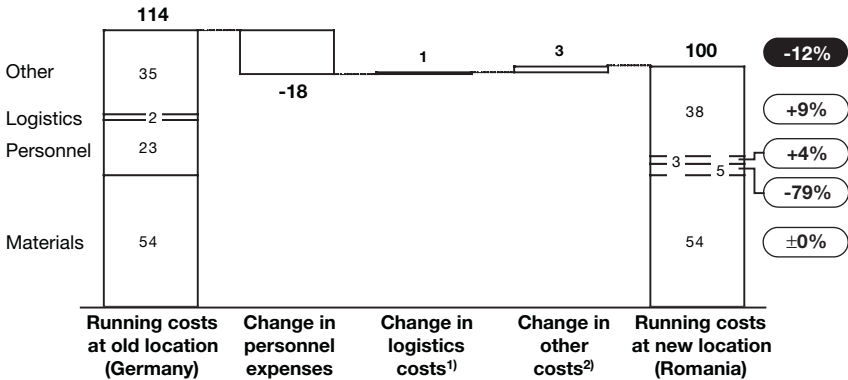 114
-18
1
3
100
-12%
Other
35
38
+9%
Logistics
2
3
+4%
Personnel
23
5
-79%
Materials
54
54
±0%
Running costs
at old location
(Germany)
Change in
personnel
expenses
Change in
logistics
costs1)
Change in
other
costs2)
Running costs
at new location
(Romania)